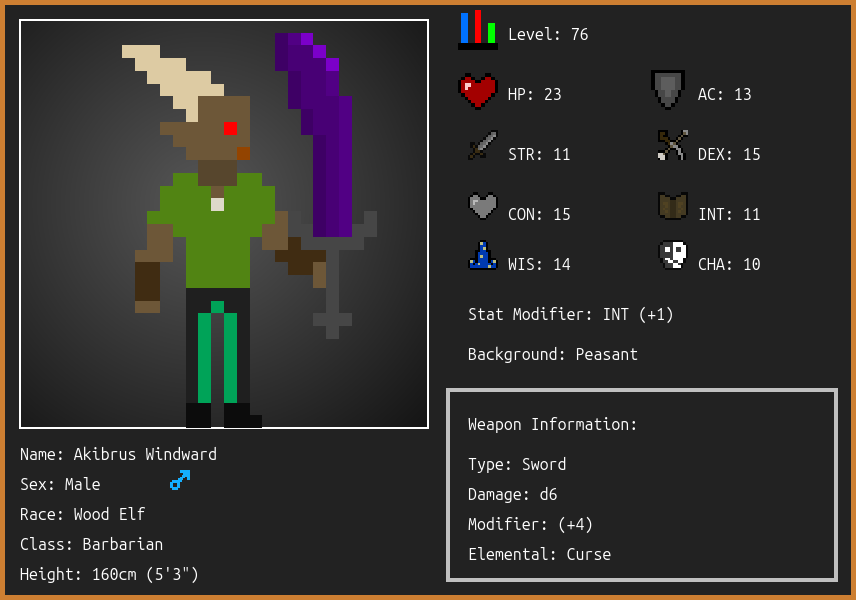 Level: 76
HP: 23
AC: 13
STR: 11
DEX: 15
CON: 15
INT: 11
WIS: 14
CHA: 10
Stat Modifier: INT (+1)
Background: Peasant
Weapon Information:
Type: Sword
Damage: d6
Modifier: (+4)
Elemental: Curse
Name: Akibrus Windward
Sex: Male
Race: Wood Elf
Class: Barbarian
Height: 160cm (5'3")